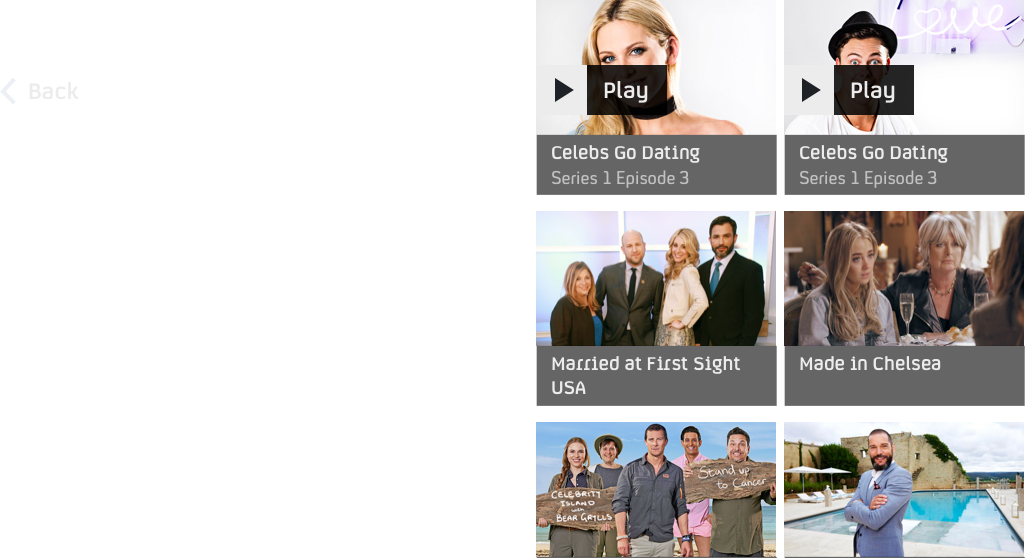 Love
Back
Play
Play
Celebs Go Dating
Series 1 Episode 3
Celebs Go Dating
Series 1 Episode 3
Married at First Sight
USA
Made in Chelsea
CELEBRITY
ISLAND
with
BEAR GRYLLS
Stand up
to Cancer